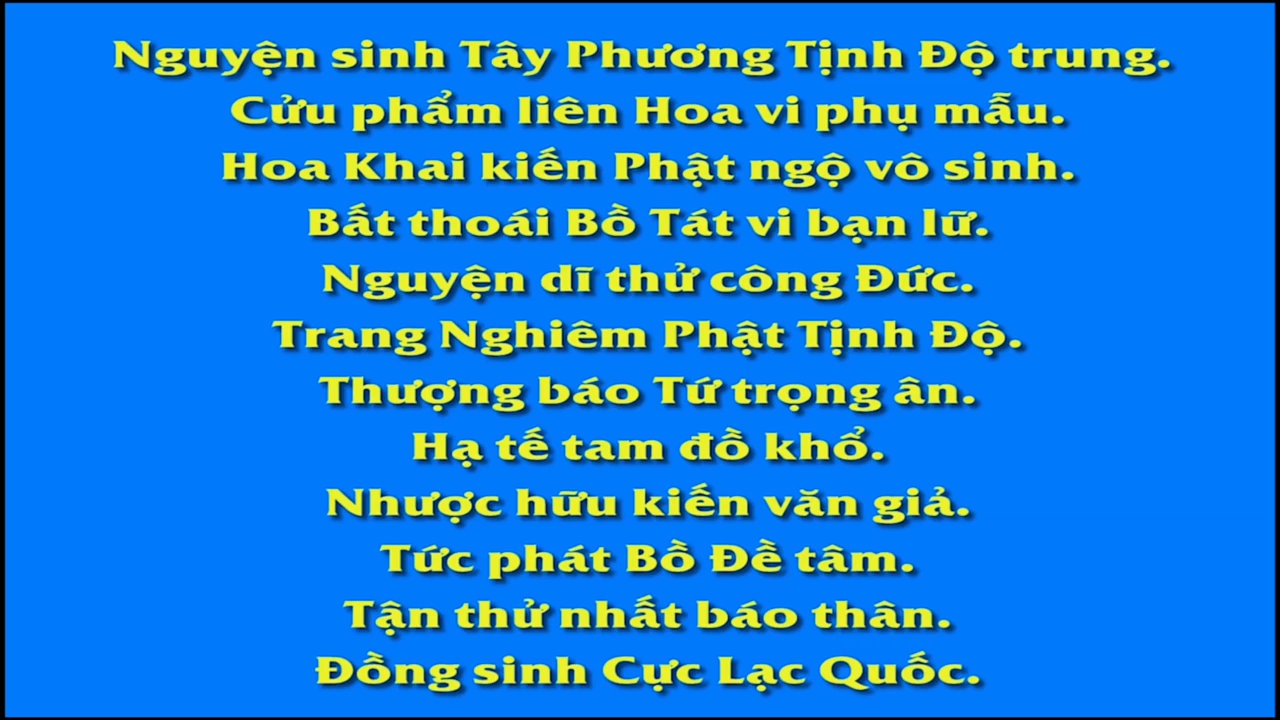 Nguyện sinh Tây Phương Tịnh Độ trung.
Cửu phẩm liên Hoa vi phụ mẫu.
Hoa Khai kiến Phật ngộ vô sinh.
Bất thoái Bồ Tát vi bạn lữ.
Nguyện dĩ thử công Đức.
Trang Nghiêm Phật Tịnh Độ.
Thượng báo Tứ trọng ân.
Hạ tế tam đồ khổ.
Nhược hữu kiến văn giả.
Tức phát Bồ Đề tâm.
Tận thử nhất báo thân.
Đồng sinh Cực Lạc Quốc.